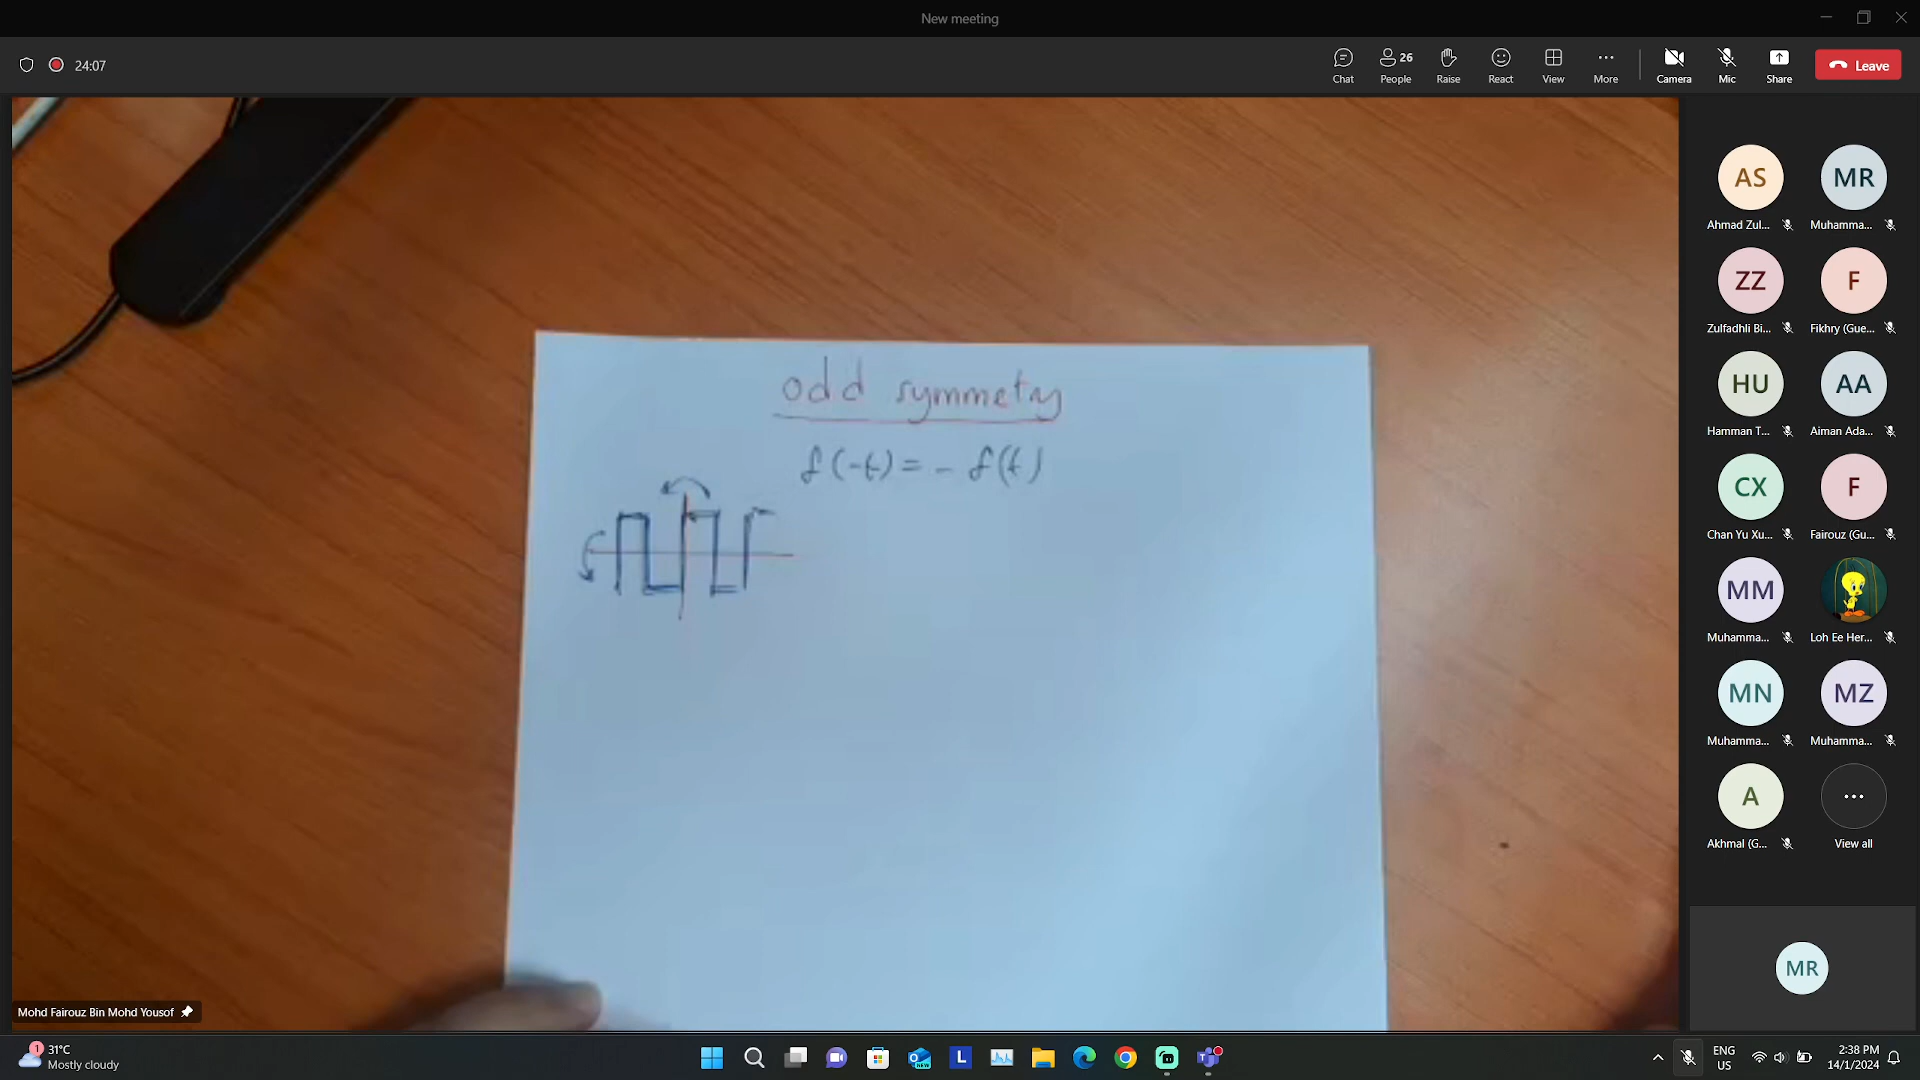 New meeting
24:07
Chat
26
People
Raise
React
View
More
Camera
Mic
Share
Leave
AS
MR
Ahmad Zul...
Muhamma...
ZZ
F
Zulfadhli Bi...
Fikhry (Gue...
HU
AA
Hamman T...
Aiman Ada...
CX
F
Chan Yu Xu...
Fairouz (Gu...
MM
Muhamma...
Loh Ee Her...
MN
MZ
Muhamma...
Muhamma...
A
Akhmal (G...
View all
MR
odd symmetry
f(-t) = - f(t)
Mohd Fairouz Bin Mohd Yousof
1
31°C
Mostly cloudy
NEW
L
ENG
US
2:38 PM
14/1/2024